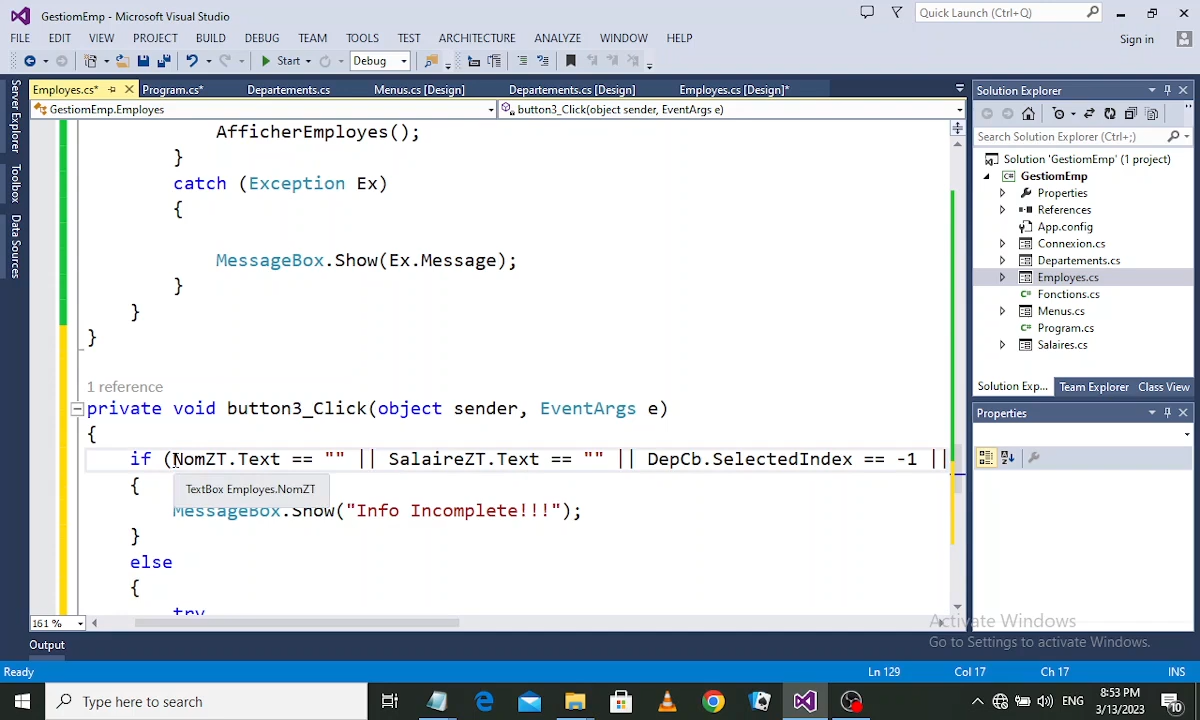 GestiomEmp - Microsoft Visual Studio
Quick Launch (Ctrl+Q)
FILE EDIT VIEW PROJECT BUILD DEBUG TEAM TOOLS TEST ARCHITECTURE ANALYZE WINDOW HELP
Sign in
Start Debug
Employes.cs* Program.cs* Departements.cs Menus.cs [Design] Departements.cs [Design] Employes.cs [Design]*
GestiomEmp.Employes
button3_Click(object sender, EventArgs e)
Server Explorer
Toolbox
Data Sources
AfficherEmployes();
}
catch (Exception Ex)
{
MessageBox.Show(Ex.Message);
}
}
}
1 reference
private void button3_Click(object sender, EventArgs e)
{
if (NomZT.Text == "" || SalaireZT.Text == "" || DepCb.SelectedIndex == -1 ||
{
TextBox Employes.NomZT
MessageBox.Show("Info Incomplete!!!");
}
else
{
try
161 %
Solution Explorer
Search Solution Explorer (Ctrl+;)
Solution 'GestiomEmp' (1 project)
GestiomEmp
Properties
References
App.config
Connexion.cs
Departements.cs
Employes.cs
Fonctions.cs
Menus.cs
Program.cs
Salaires.cs
Solution Exp... Team Explorer Class View
Properties
Activate Windows
Go to Settings to activate Windows.
Output
Ready
Ln 129 Col 17 Ch 17 INS
Type here to search
ENG
8:53 PM
3/13/2023
10